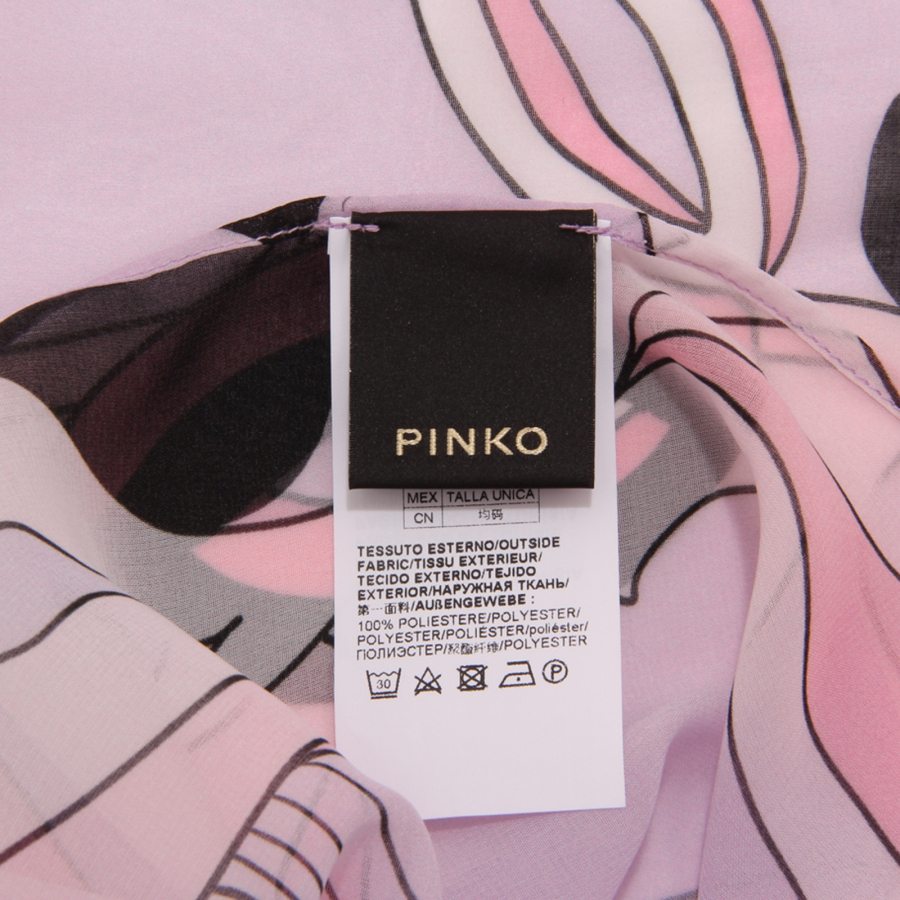 PINKO
MEX TALLA UNICA
CN 均码
TESSUTO ESTERNO/OUTSIDE
FABRIC/TISSU EXTERIEUR/
TECIDO EXTERNO/TEJIDO
EXTERIOR/НАРУЖНАЯ ТКАНЬ/
第一面料/AUßENGEWEBE :
100% POLIESTERE/POLYESTER/
POLYESTER/POLIÉSTER/poliéster/
ПОЛИЭСТЕР/聚酯纤维/POLYESTER
30 P